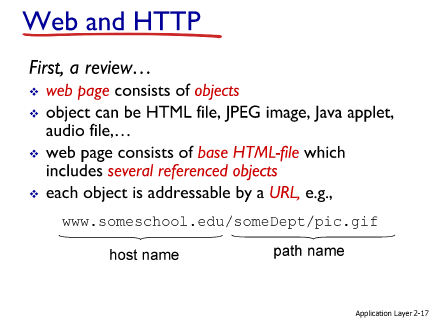 Web and HTTP
First, a review…
❖ web page consists of objects
❖ object can be HTML file, JPEG image, Java applet,
audio file,…
❖ web page consists of base HTML-file which
includes several referenced objects
❖ each object is addressable by a URL, e.g.,
www.someschool.edu/someDept/pic.gif
host name path name
Application Layer 2-17